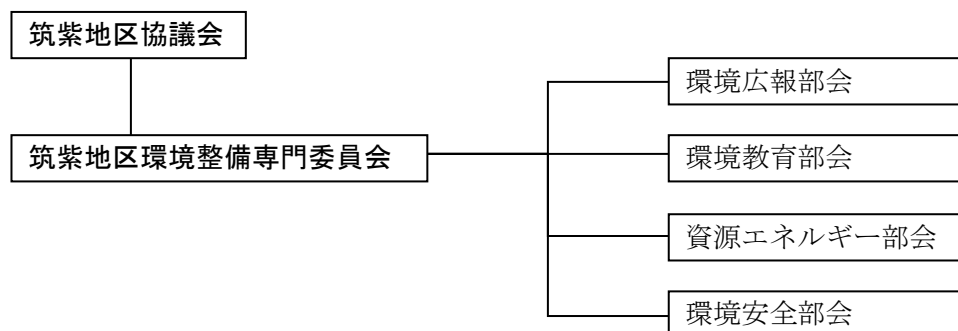 筑紫地区協議会
筑紫地区環境整備専門委員会
環境広報部会
環境教育部会
資源エネルギー部会
環境安全部会